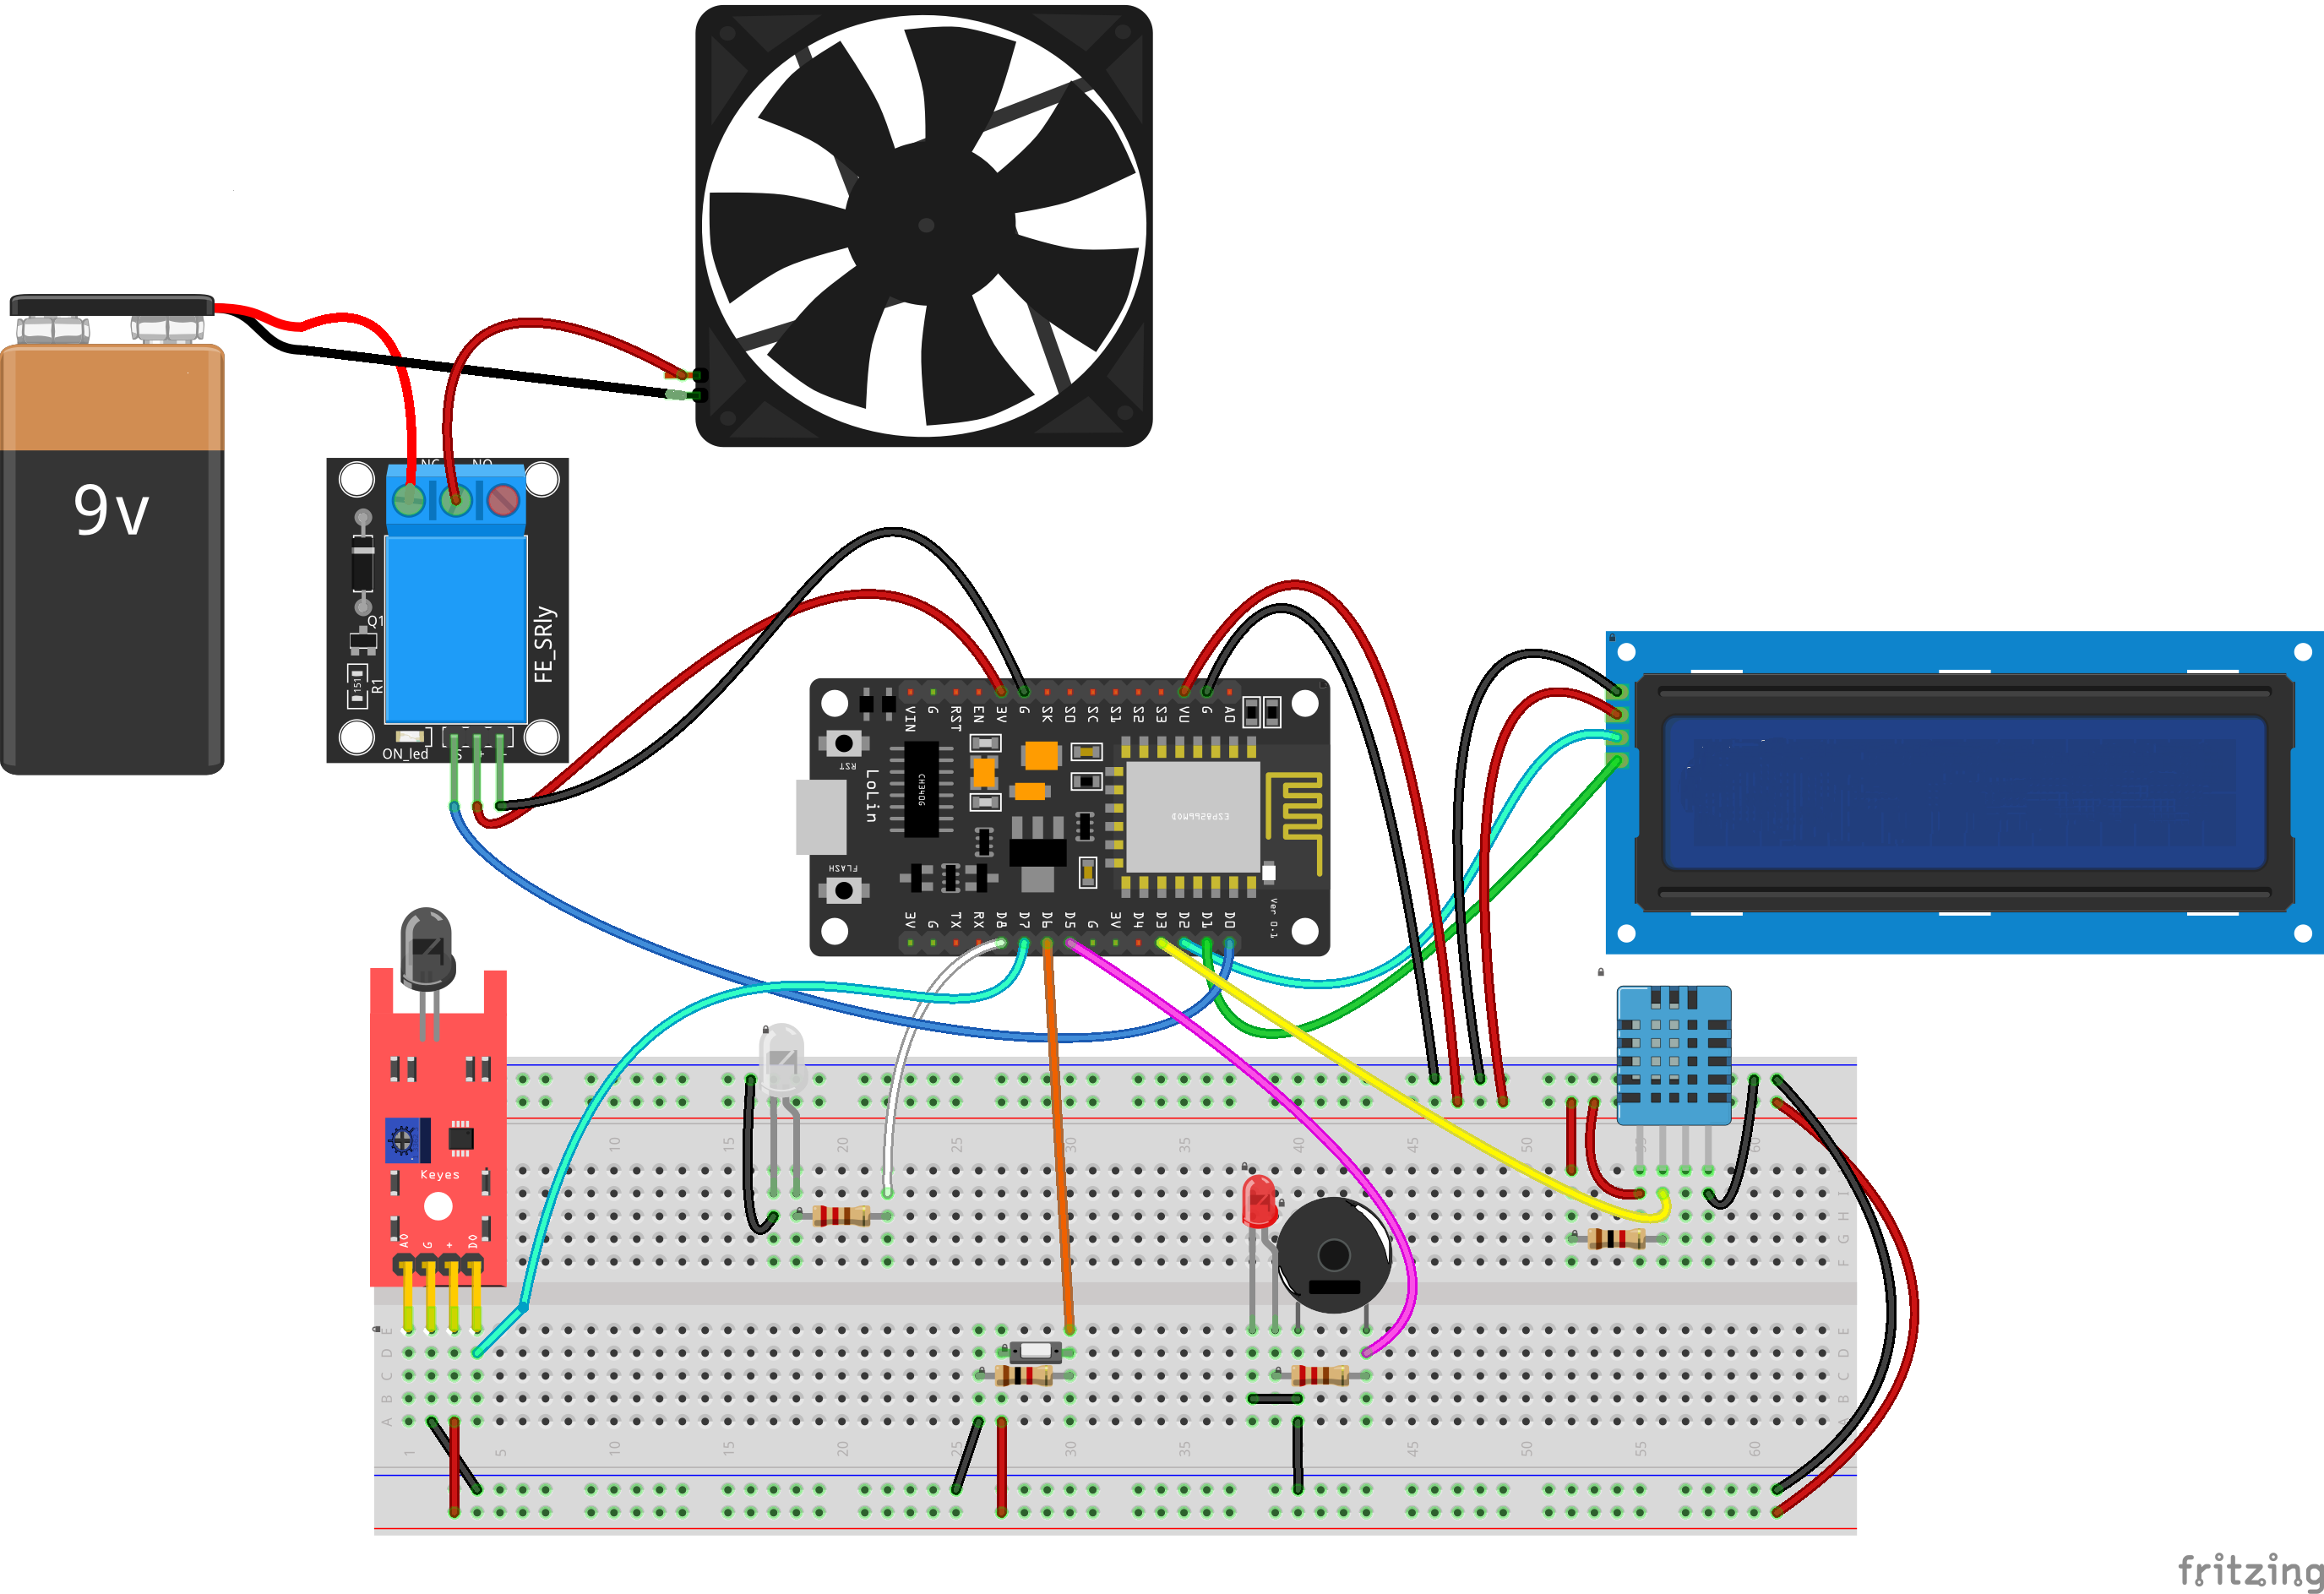 9v
NC
NO
Q1
R1
151
FE_SRly
ON_led
S
+
-
VIN
G
RST
EN
3V
G
SK
SO
SC
S1
S2
S3
VU
G
A0
RST
LoLin
CH340G
FLASH
3V
G
TX
RX
D8
D7
D6
D5
G
3V
D4
D3
D2
D1
D0
Ver 0.1
Keyes
A0
G
+
D0
10
15
20
25
30
35
40
45
50
55
60
I
H
G
F
E
D
C
B
A
E
D
C
B
A
1
5
10
15
20
25
30
35
45
50
55
60
fritzing